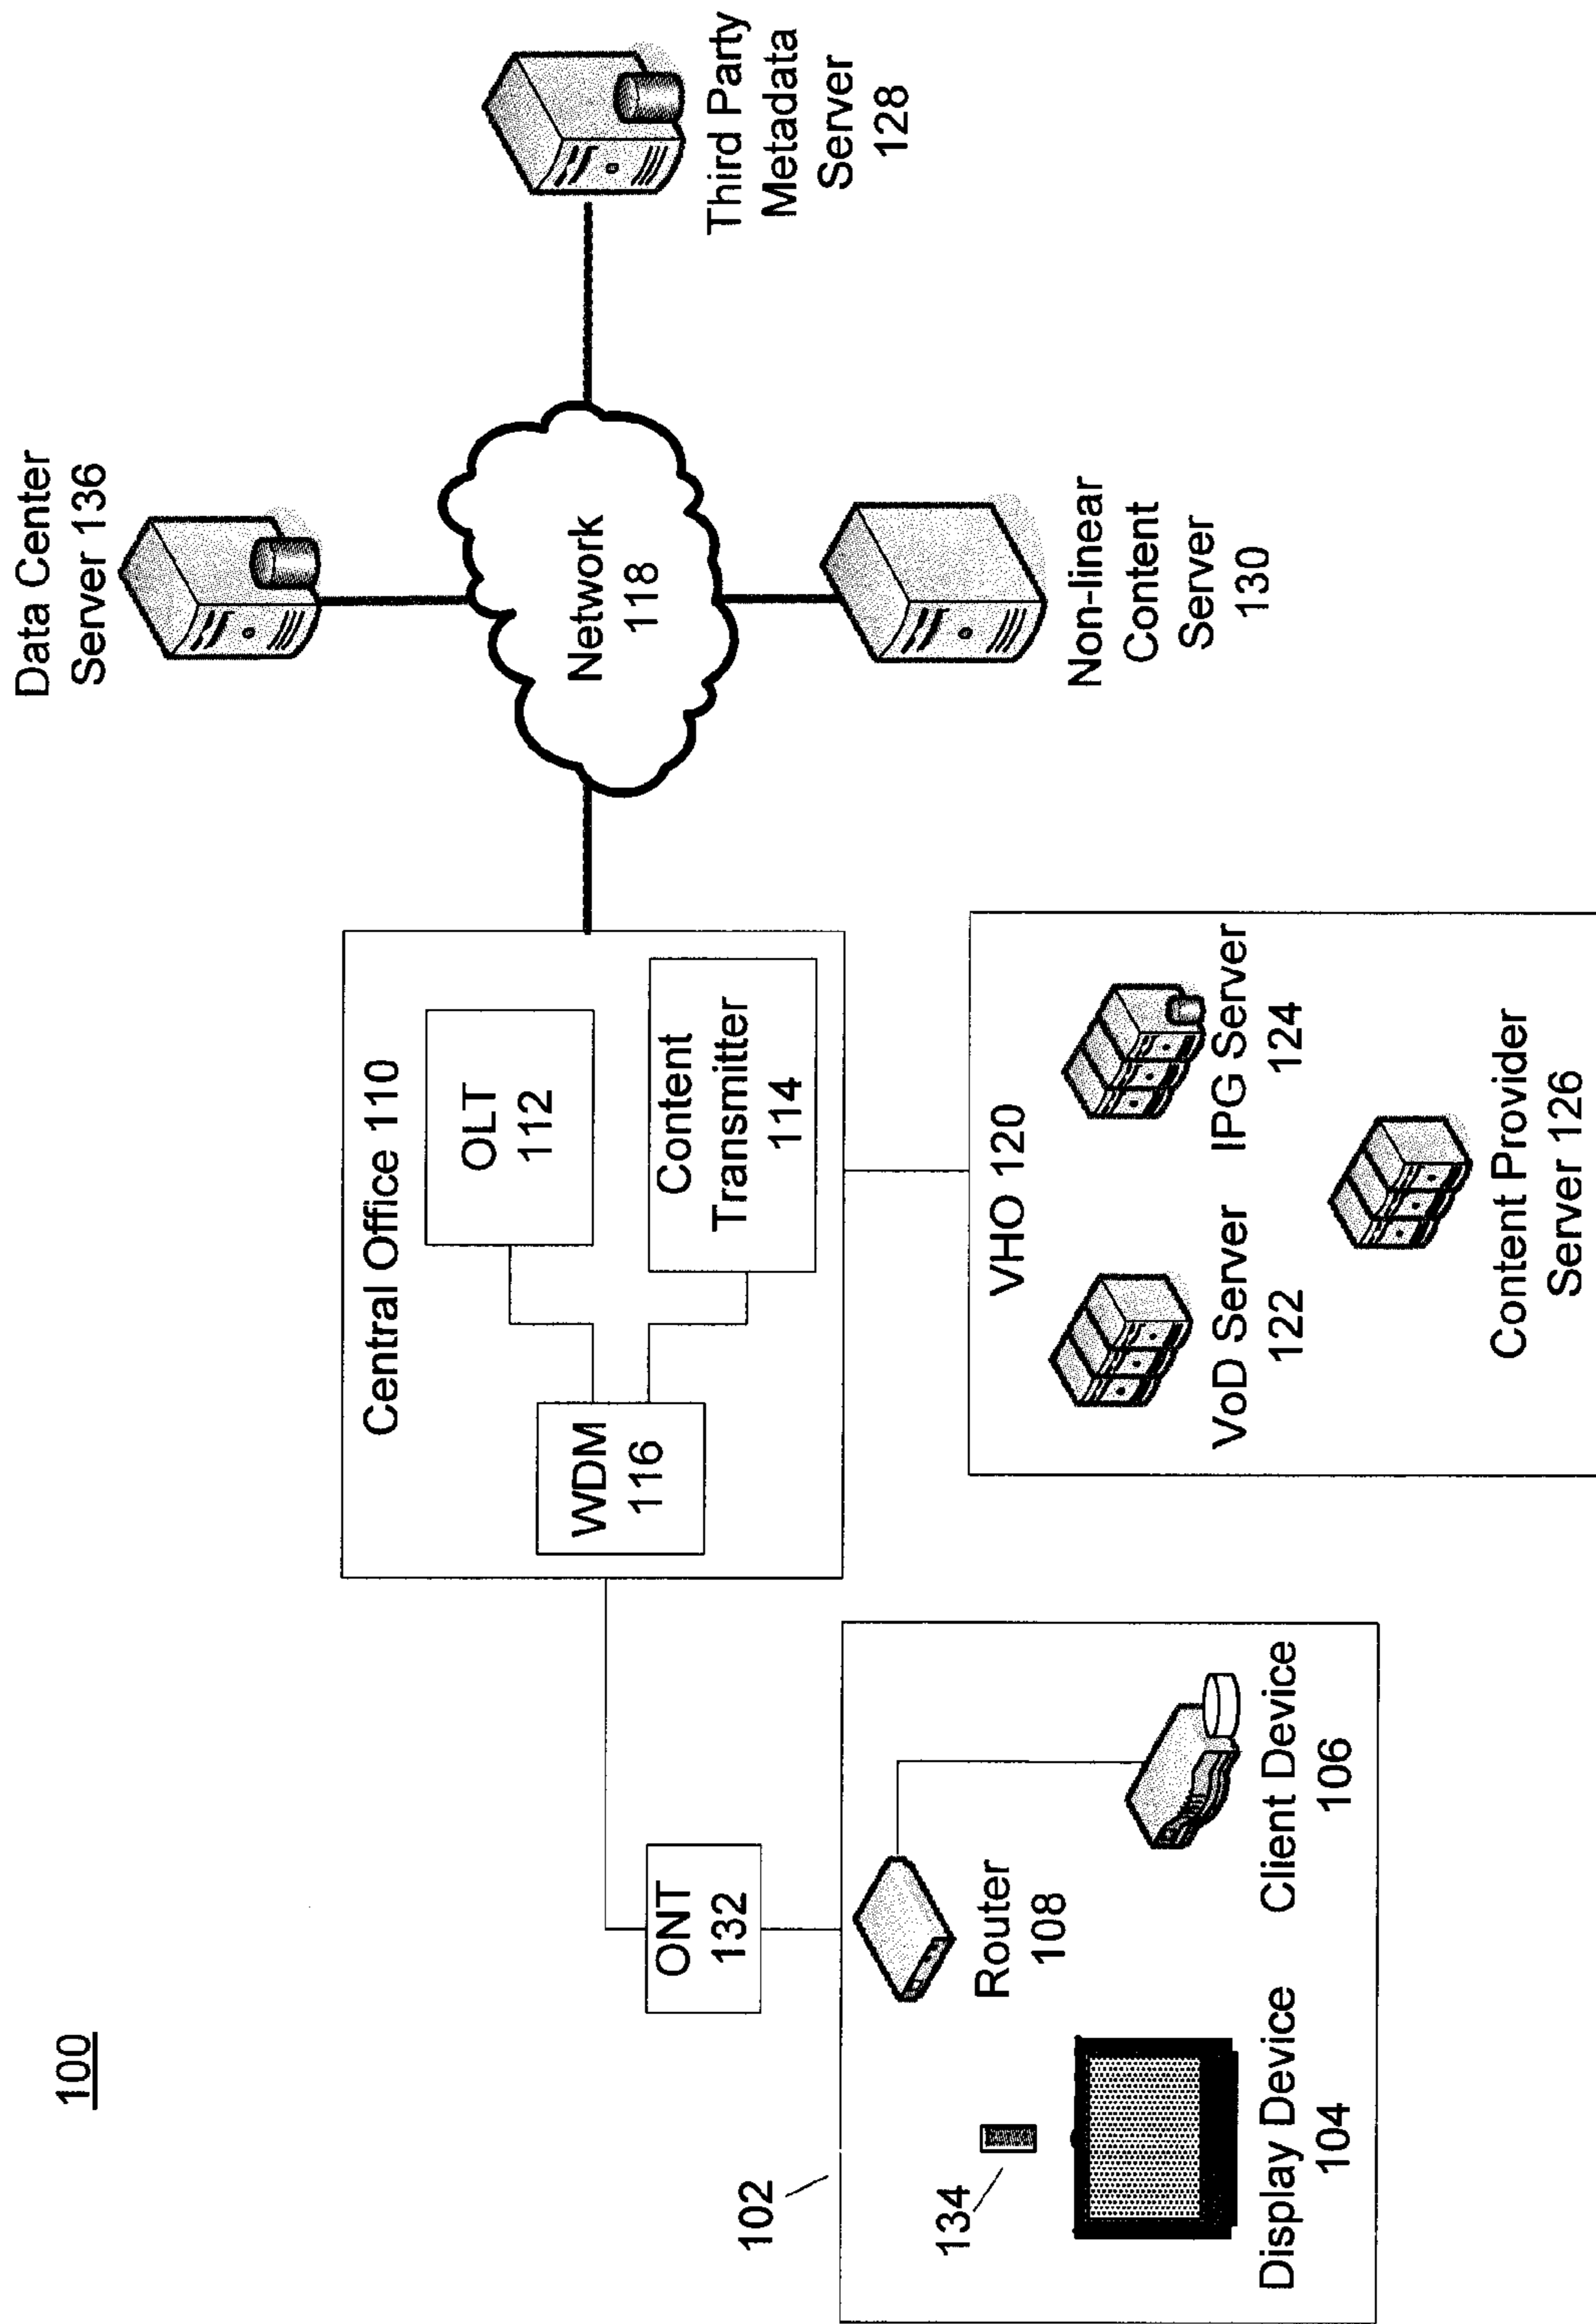 100
Data Center
Server 136
Central Office 110
OLT
112
WDM
116
Content
Transmitter
114
Network
118
Third Party
Metadata
Server
128
ONT
132
102
134
Router
108
Display Device
104
Client Device
106
VHO 120
VoD Server
122
IPG Server
124
Content Provider
Server 126
Non-linear
Content
Server
130